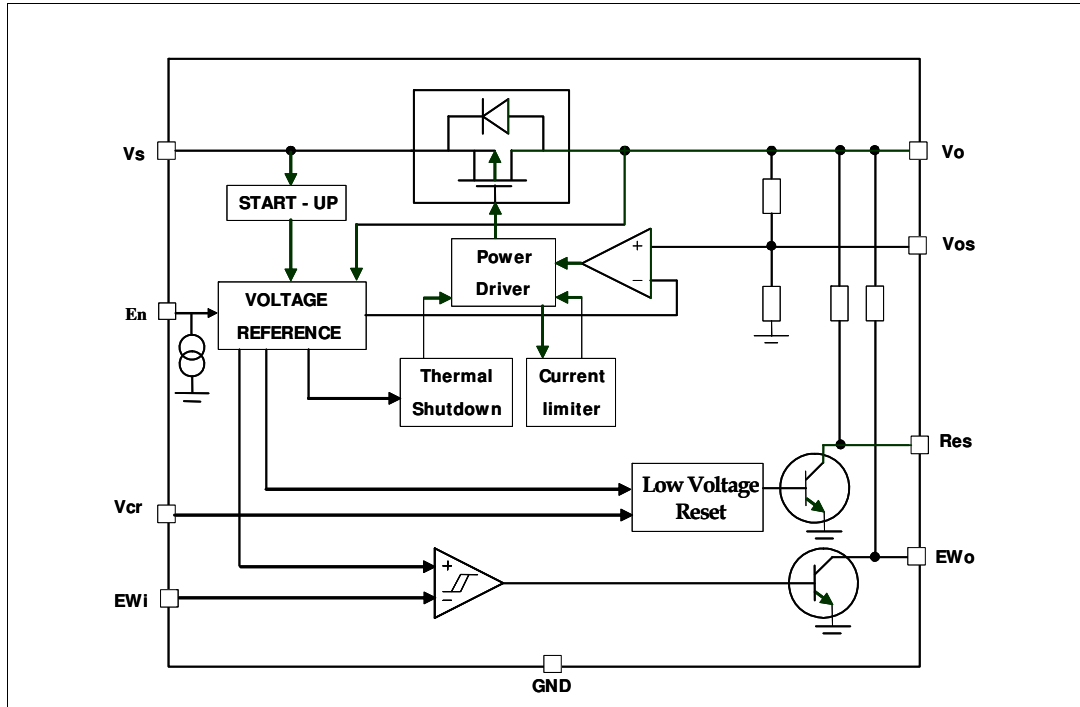 Vs
Vo
START - UP
Power
Driver
+
−
Vos
En
VOLTAGE
REFERENCE
Thermal
Shutdown
Current
limiter
Res
Low Voltage
Reset
Vcr
EWo
+
−
EWi
GND